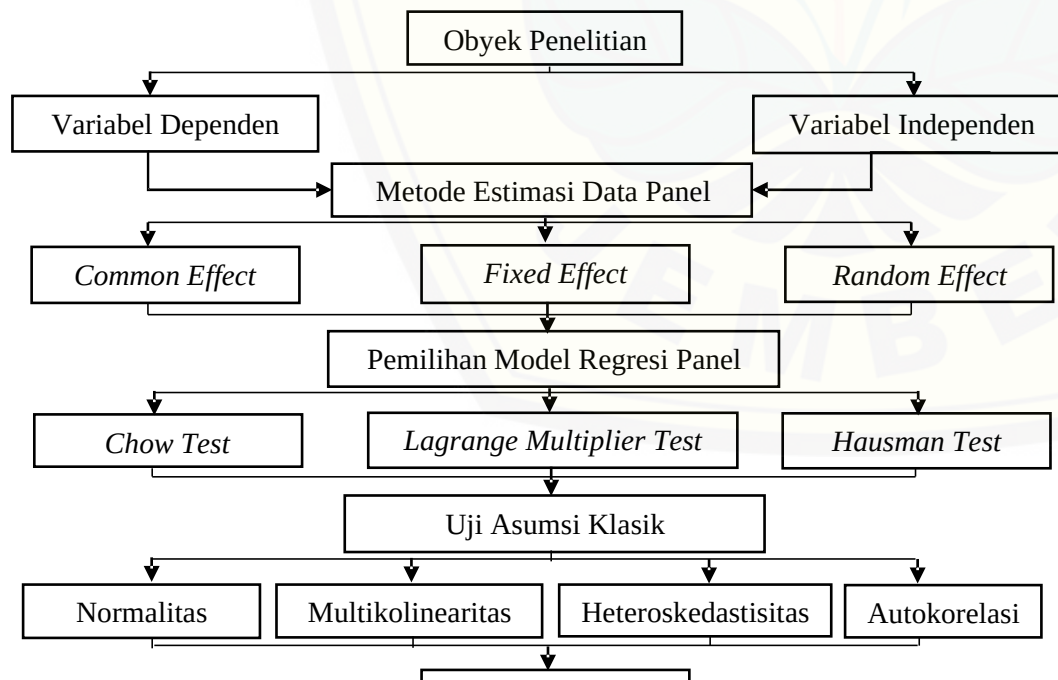 Obyek Penelitian
Variabel Dependen
Variabel Independen
Metode Estimasi Data Panel
Common Effect
Fixed Effect
Random Effect
Pemilihan Model Regresi Panel
Chow Test
Lagrange Multiplier Test
Hausman Test
Uji Asumsi Klasik
Normalitas
Multikolinearitas
Heteroskedastisitas
Autokorelasi
EMBE